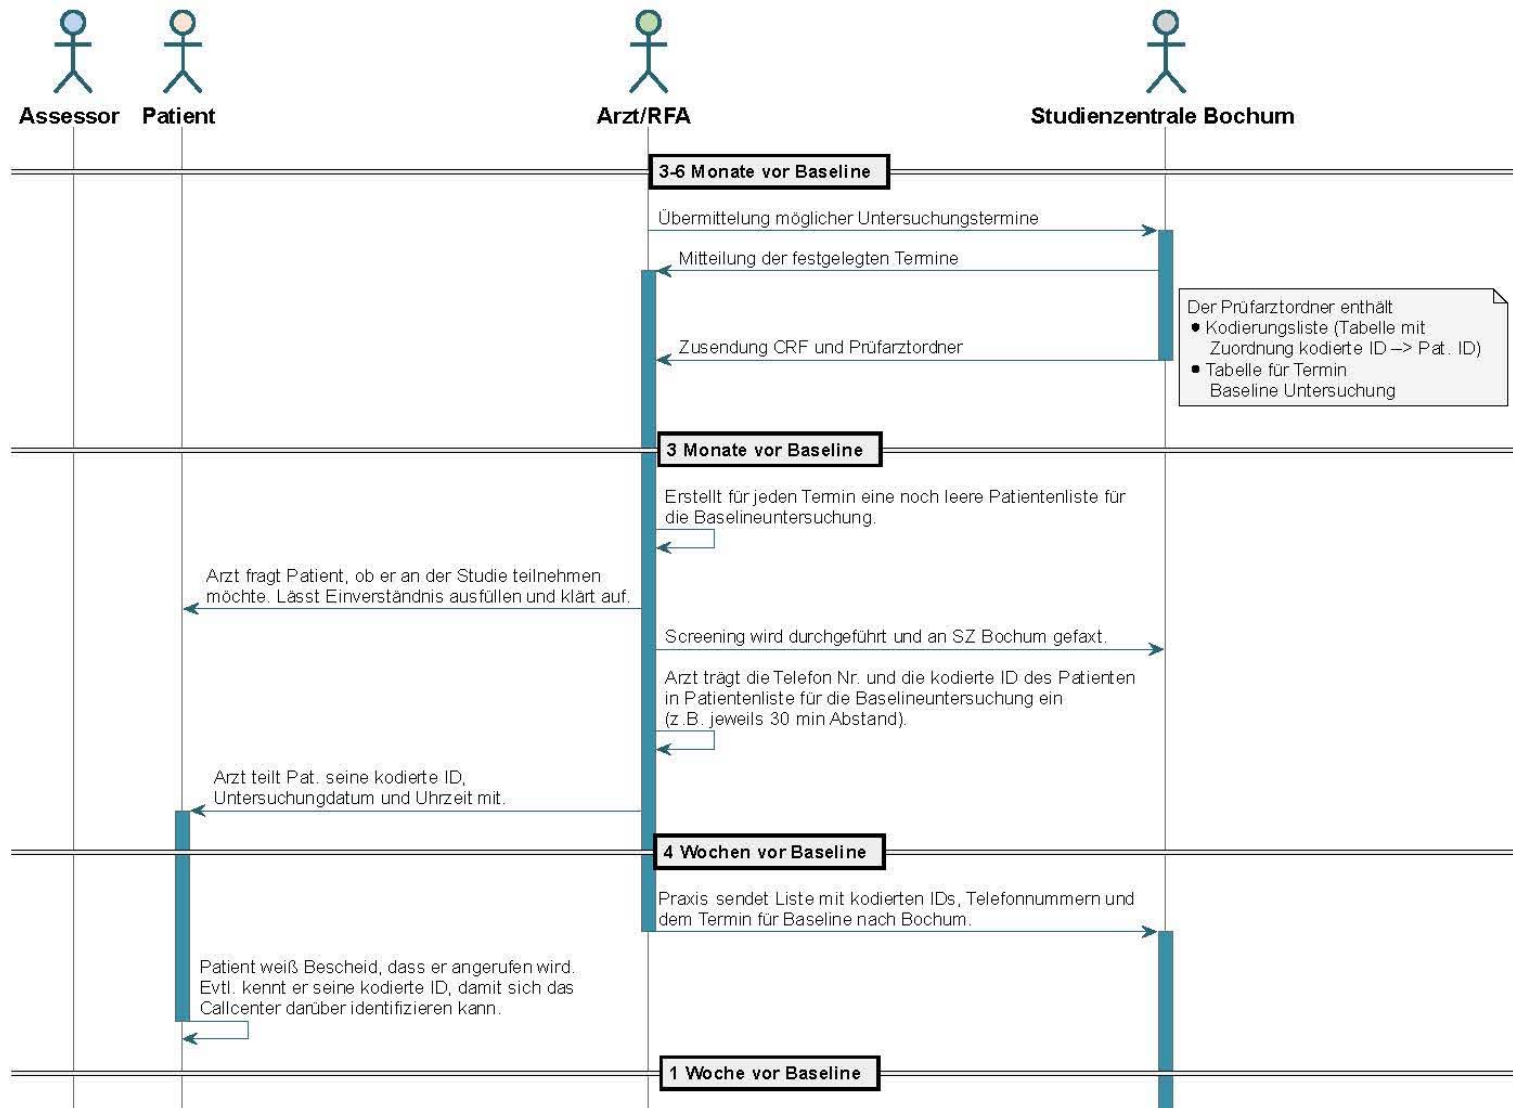 Assessor Patient Arzt/RFA Studienzentrale Bochum
3-6 Monate vor Baseline
Übermittelung möglicher Untersuchungstermine
Mitteilung der festgelegten Termine
Der Prüfarztordner enthält
● Kodierungsliste (Tabelle mit
Zuordnung kodierte ID –> Pat. ID)
● Tabelle für Termin
Baseline Untersuchung
Zusendung CRF und Prüfarztordner
3 Monate vor Baseline
Erstellt für jeden Termin eine noch leere Patientenliste für
die Baselineuntersuchung.
Arzt fragt Patient, ob er an der Studie teilnehmen
möchte. Lässt Einverständnis ausfüllen und klärt auf.
Screening wird durchgeführt und an SZ Bochum gefaxt.
Arzt trägt die Telefon Nr. und die kodierte ID des Patienten
in Patientenliste für die Baselineuntersuchung ein
(z.B. jeweils 30 min Abstand).
Arzt teilt Pat. seine kodierte ID,
Untersuchungdatum und Uhrzeit mit.
4 Wochen vor Baseline
Praxis sendet Liste mit kodierten IDs, Telefonnummern und
dem Termin für Baseline nach Bochum.
Patient weiß Bescheid, dass er angerufen wird.
Evtl. kennt er seine kodierte ID, damit sich das
Callcenter darüber identifizieren kann.
1 Woche vor Baseline